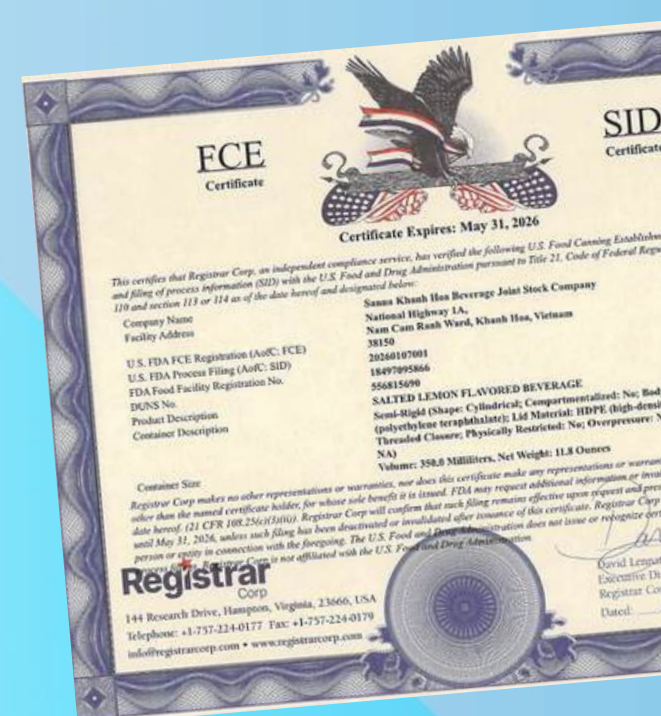 FCE
Certificate
SID
Certificate
Certificate Expires: May 31, 2026
This certifies that Registrar Corp, an independent compliance service, has verified the following U.S. Food Canning Establishme
and filing of process information (SID) with the U.S. Food and Drug Administration pursuant to Title 21, Code of Federal Regu
110 and section 113 or 114 as of the date hereof and designated below:
Company Name
Sanna Khanh Hoa Beverage Joint Stock Company
Facility Address
National Highway 1A,
Nam Cam Ranh Ward, Khanh Hoa, Vietnam
U.S. FDA FCE Registration (AofC: FCE)
38150
U.S. FDA Process Filing (AofC: SID)
20260107001
FDA Food Facility Registration No.
18497095866
DUNS No.
556815690
Product Description
SALTED LEMON FLAVORED BEVERAGE
Container Description
Semi-Rigid (Shape: Cylindrical; Compartmentalized: No; Body
(polyethylene teraphthalate); Lid Material: HDPE (high-densi
Threaded Closure; Physically Restricted: No; Overpressure: N
NA)
Container Size
Volume: 350.0 Milliliters, Net Weight: 11.8 Ounces
Registrar Corp makes no other representations or warranties, nor does this certificate make any representations or warran
other than the named certificate holder, for whose sole benefit it is issued. FDA may request additional information or
date hereof. (21 CFR 108.25(c)(3)(ii)). Registrar Corp will confirm that such filing remains effective upon request and pre
until May 31, 2026, unless such filing has been deactivated or invalidated after issuance of this certificate. Registrar Corp
person or entity in connection with the foregoing. The U.S. Food and Drug Administration does not issue or recognize cert
Registrar Corp is not affiliated with the U.S. Food and Drug Administration.
Registrar
Corp
144 Research Drive, Hampton, Virginia, 23666, USA
Telephone: +1-757-224-0177 Fax: +1-757-224-0179
info@registrarcorp.com • www.registrarcorp.com
David Lennar
Executive Di
Registrar Cor
Dated: